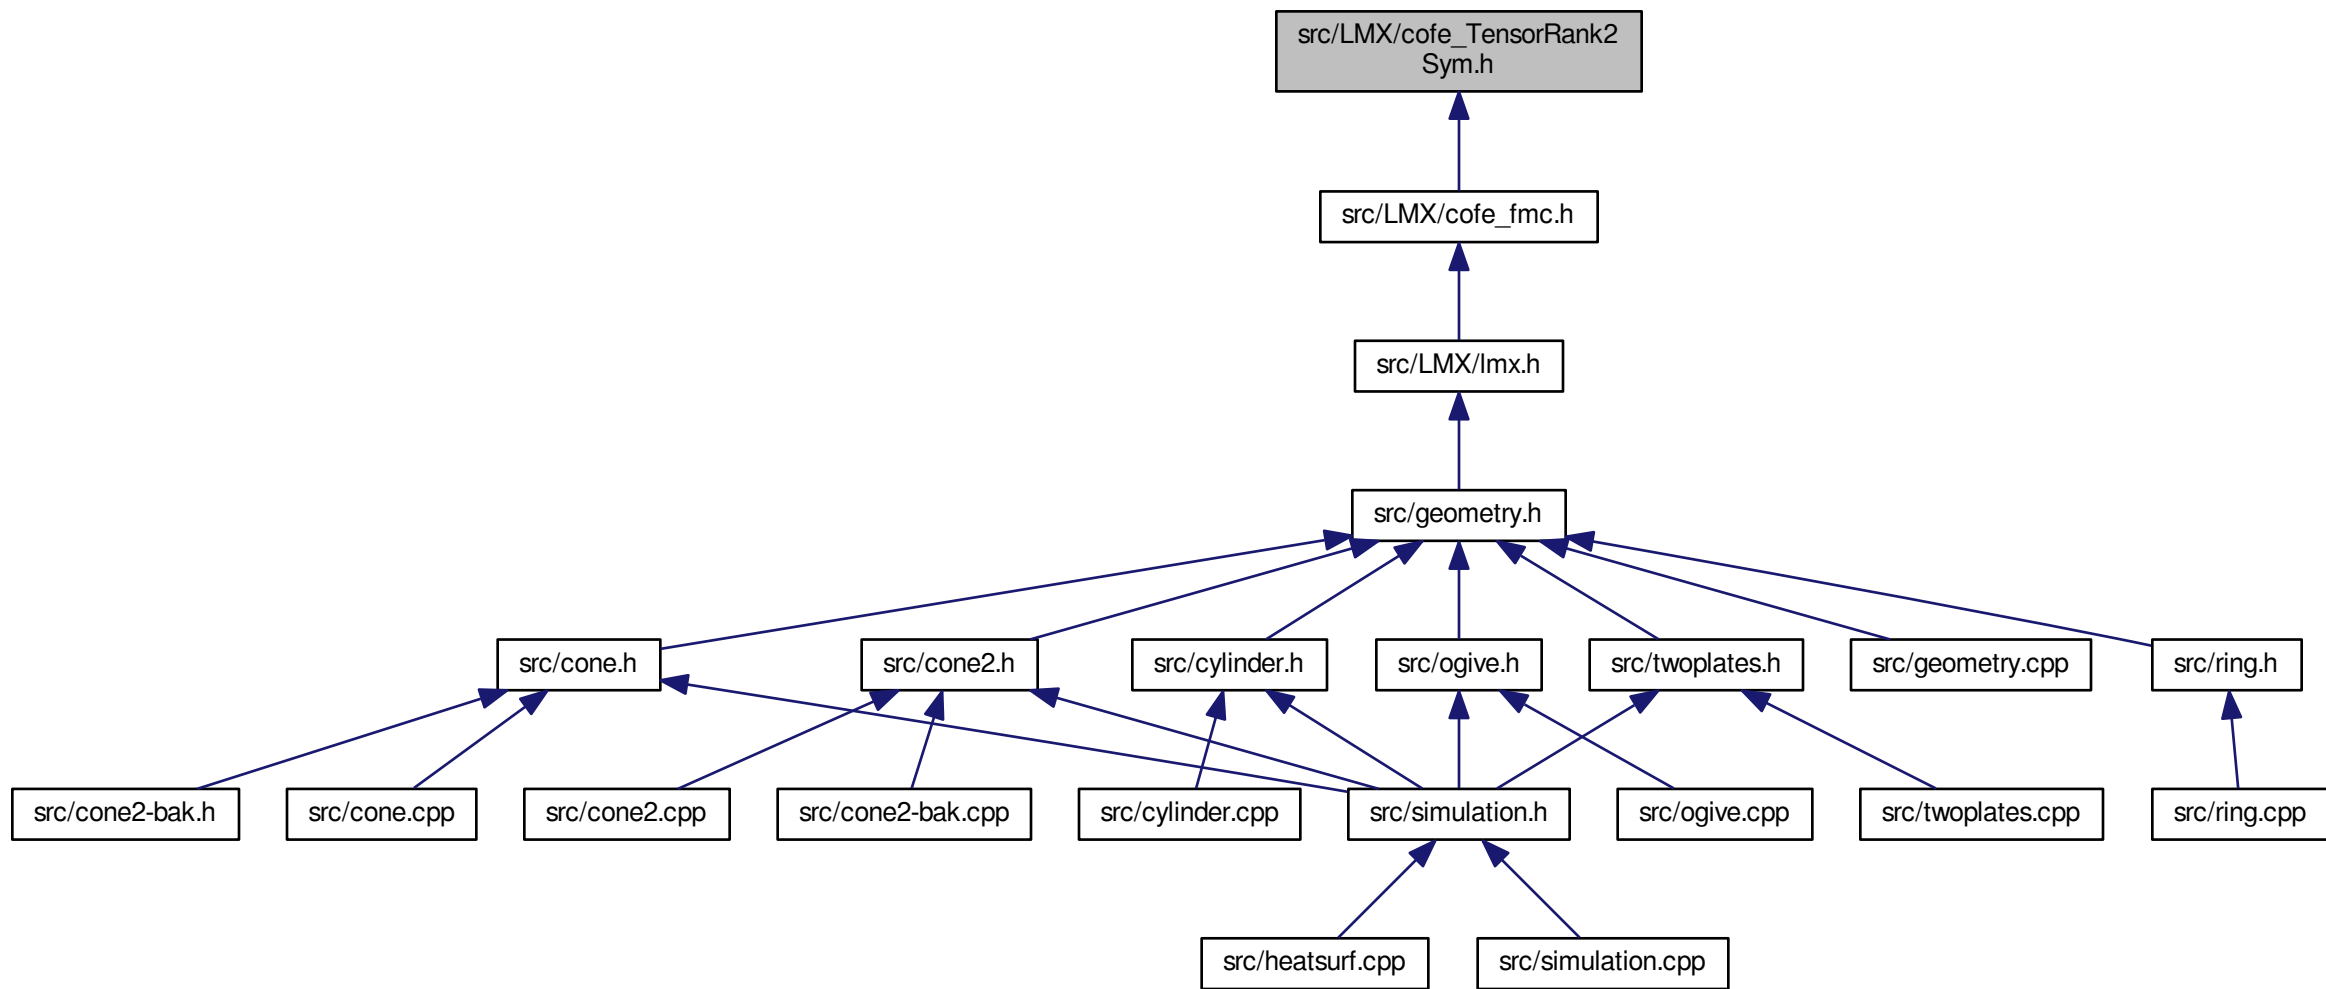 src/LMX/cofe_TensorRank2
Sym.h
src/LMX/cofe_fmc.h
src/LMX/lmx.h
src/geometry.h
src/cone.h
src/cone2.h
src/cylinder.h
src/ogive.h
src/twoplates.h
src/geometry.cpp
src/ring.h
src/cone2-bak.h
src/cone.cpp
src/cone2.cpp
src/cone2-bak.cpp
src/cylinder.cpp
src/simulation.h
src/ogive.cpp
src/twoplates.cpp
src/ring.cpp
src/heatsurf.cpp
src/simulation.cpp